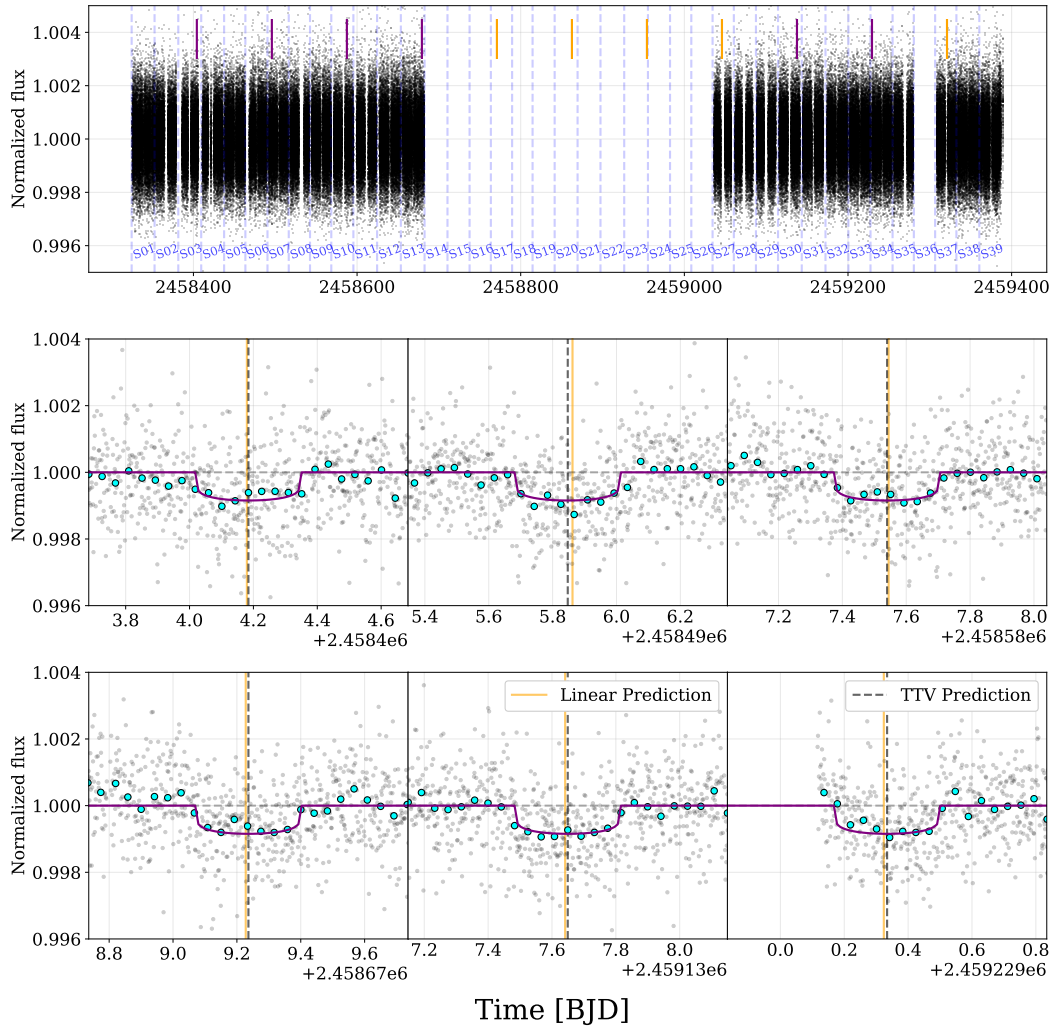 Normalized flux
1.004
1.002
1.000
0.998
0.996
S01 S02 S03 S04 S05 S06 S07 S08 S09 S10 S11 S12 S13 S14 S15 S16 S17 S18 S19 S20 S21 S22 S23 S24 S25 S26 S27 S28 S29 S30 S31 S32 S33 S34 S35 S36 S37 S38 S39
2458400 2458600 2458800 2459000 2459200 2459400
Normalized flux
1.004
1.002
1.000
0.998
0.996
3.8 4.0 4.2 4.4 4.6 5.4 5.6 5.8 6.0 6.2 7.2 7.4 7.6 7.8 8.0
+2.4584e6 +2.45849e6 +2.45858e6
Normalized flux
1.004
1.002
1.000
0.998
0.996
Linear Prediction
TTV Prediction
8.8 9.0 9.2 9.4 9.6 7.2 7.4 7.6 7.8 8.0 0.0 0.2 0.4 0.6 0.8
+2.45867e6 +2.45913e6 +2.459229e6
Time [BJD]